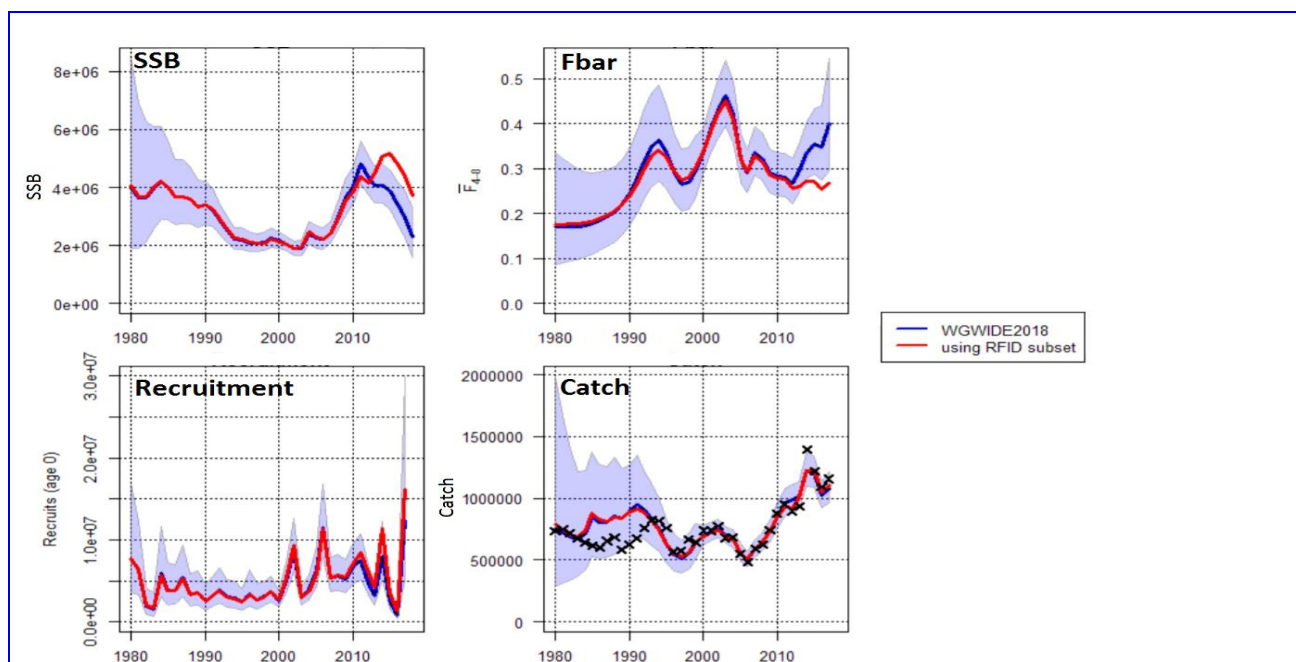 SSB
SSB
8e+06
6e+06
4e+06
2e+06
0e+00
1980 1990 2000 2010
Fbar
F̅4-8
0.5
0.4
0.3
0.2
0.1
0.0
1980 1990 2000 2010
WGWIDE2018
using RFID subset
Recruitment
Recruits (age 0)
3.0e+07
2.0e+07
1.0e+07
0.0e+00
1980 1990 2000 2010
Catch
Catch
2000000
1500000
1000000
500000
0
1980 1990 2000 2010